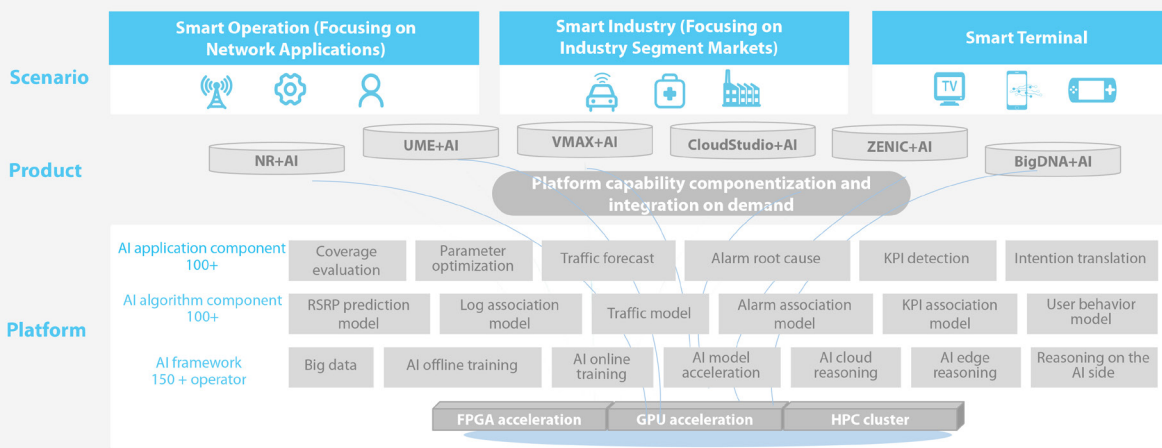 Smart Operation (Focusing on
Network Applications)
Smart Industry (Focusing on
Industry Segment Markets)
Smart Terminal
Scenario
TV
Product
NR+AI
UME+AI
VMAX+AI
CloudStudio+AI
ZENIC+AI
BigDNA+AI
Platform capability componentization and
integration on demand
Platform
AI application component
100+
Coverage
evaluation
Parameter
optimization
Traffic forecast
Alarm root cause
KPI detection
Intention translation
AI algorithm component
100+
RSRP prediction
model
Log association
model
Traffic model
Alarm association
model
KPI association
model
User behavior
model
AI framework
150 + operator
Big data
AI offline training
AI online
training
AI model
acceleration
AI cloud
reasoning
AI edge
reasoning
Reasoning on the
AI side
FPGA acceleration
GPU acceleration
HPC cluster